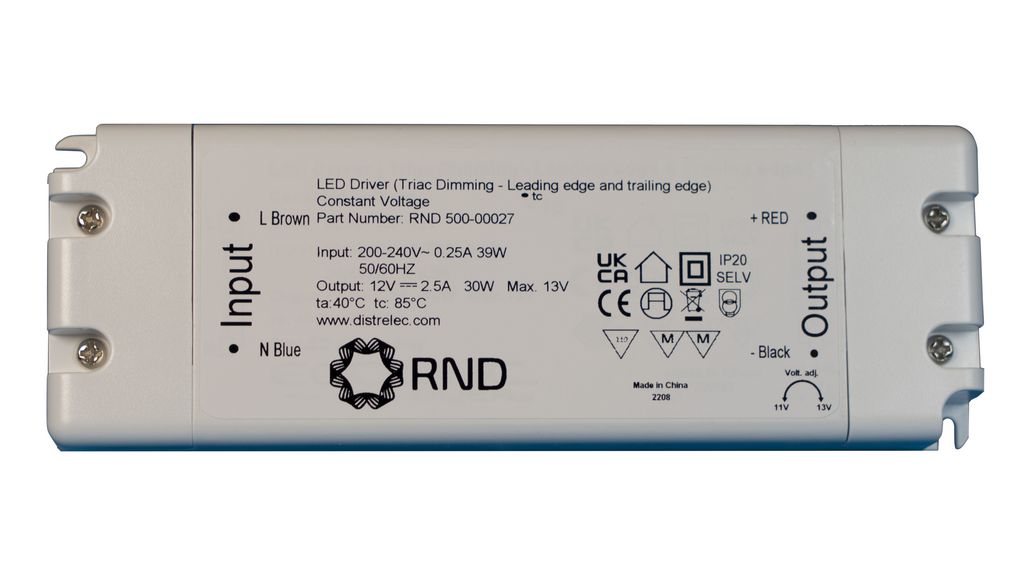 LED Driver (Triac Dimming - Leading edge and trailing edge)
Constant Voltage
tc
Part Number: RND 500-00027
Input
L Brown
N Blue
Input: 200-240V~ 0.25A 39W
50/60HZ
Output: 12V ⎓ 2.5A 30W Max. 13V
ta:40°C tc: 85°C
www.distrelec.com
RND
UK
CA
IP20
SELV
CE
110
M M
Made in China
2208
+ RED
Output
- Black
Volt. adj.
11V 13V